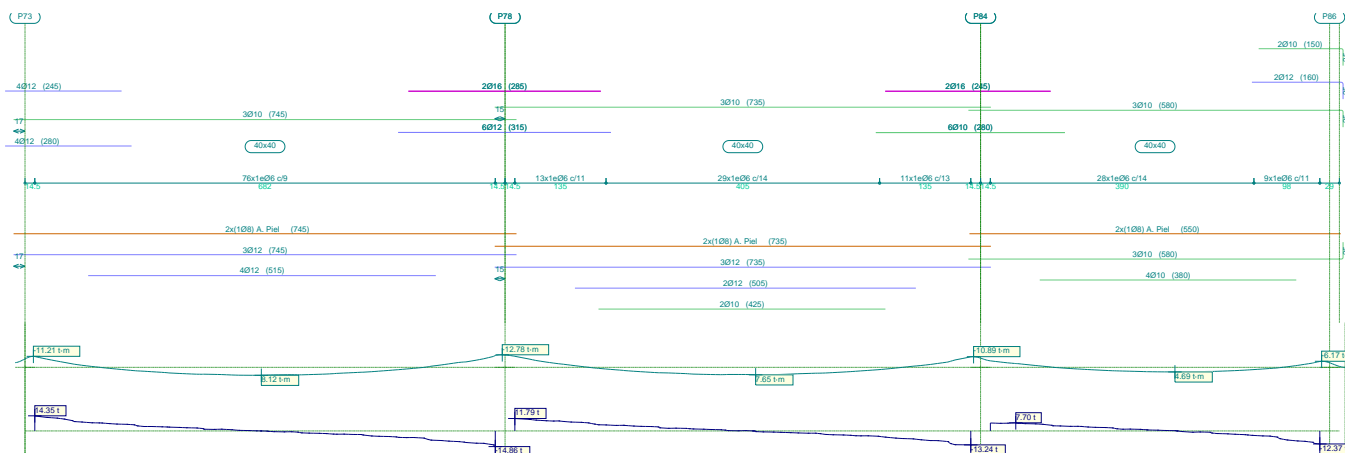 P73 P78 P84 P86
2Ø10 (150)
2Ø12 (160)
4Ø12 (245) 2Ø16 (285) 2Ø16 (245)
3Ø10 (735)
3Ø10 (580)
15
3Ø10 (745)
17
6Ø12 (315) 6Ø10 (280)
4Ø12 (280) 40x40 40x40 40x40
76x1eØ6 c/9 13x1eØ6 c/11 29x1eØ6 c/14 11x1eØ6 c/13 28x1eØ6 c/14 9x1eØ6 c/11
14.5 682 14.5 14.5 135 405 135 14.5 14.5 390 98 29
2x(1Ø8) A. Piel (745) 2x(1Ø8) A. Piel (550)
2x(1Ø8) A. Piel (735)
3Ø12 (745) 3Ø10 (580)
17
3Ø12 (735)
15
4Ø12 (515) 4Ø10 (380)
2Ø12 (505)
2Ø10 (425)
-11.21 t·m -12.78 t·m -10.89 t·m -6.17 t
8.12 t·m 7.65 t·m 4.69 t·m
14.35 t 11.79 t 7.70 t
-14.86 t -13.24 t -12.37